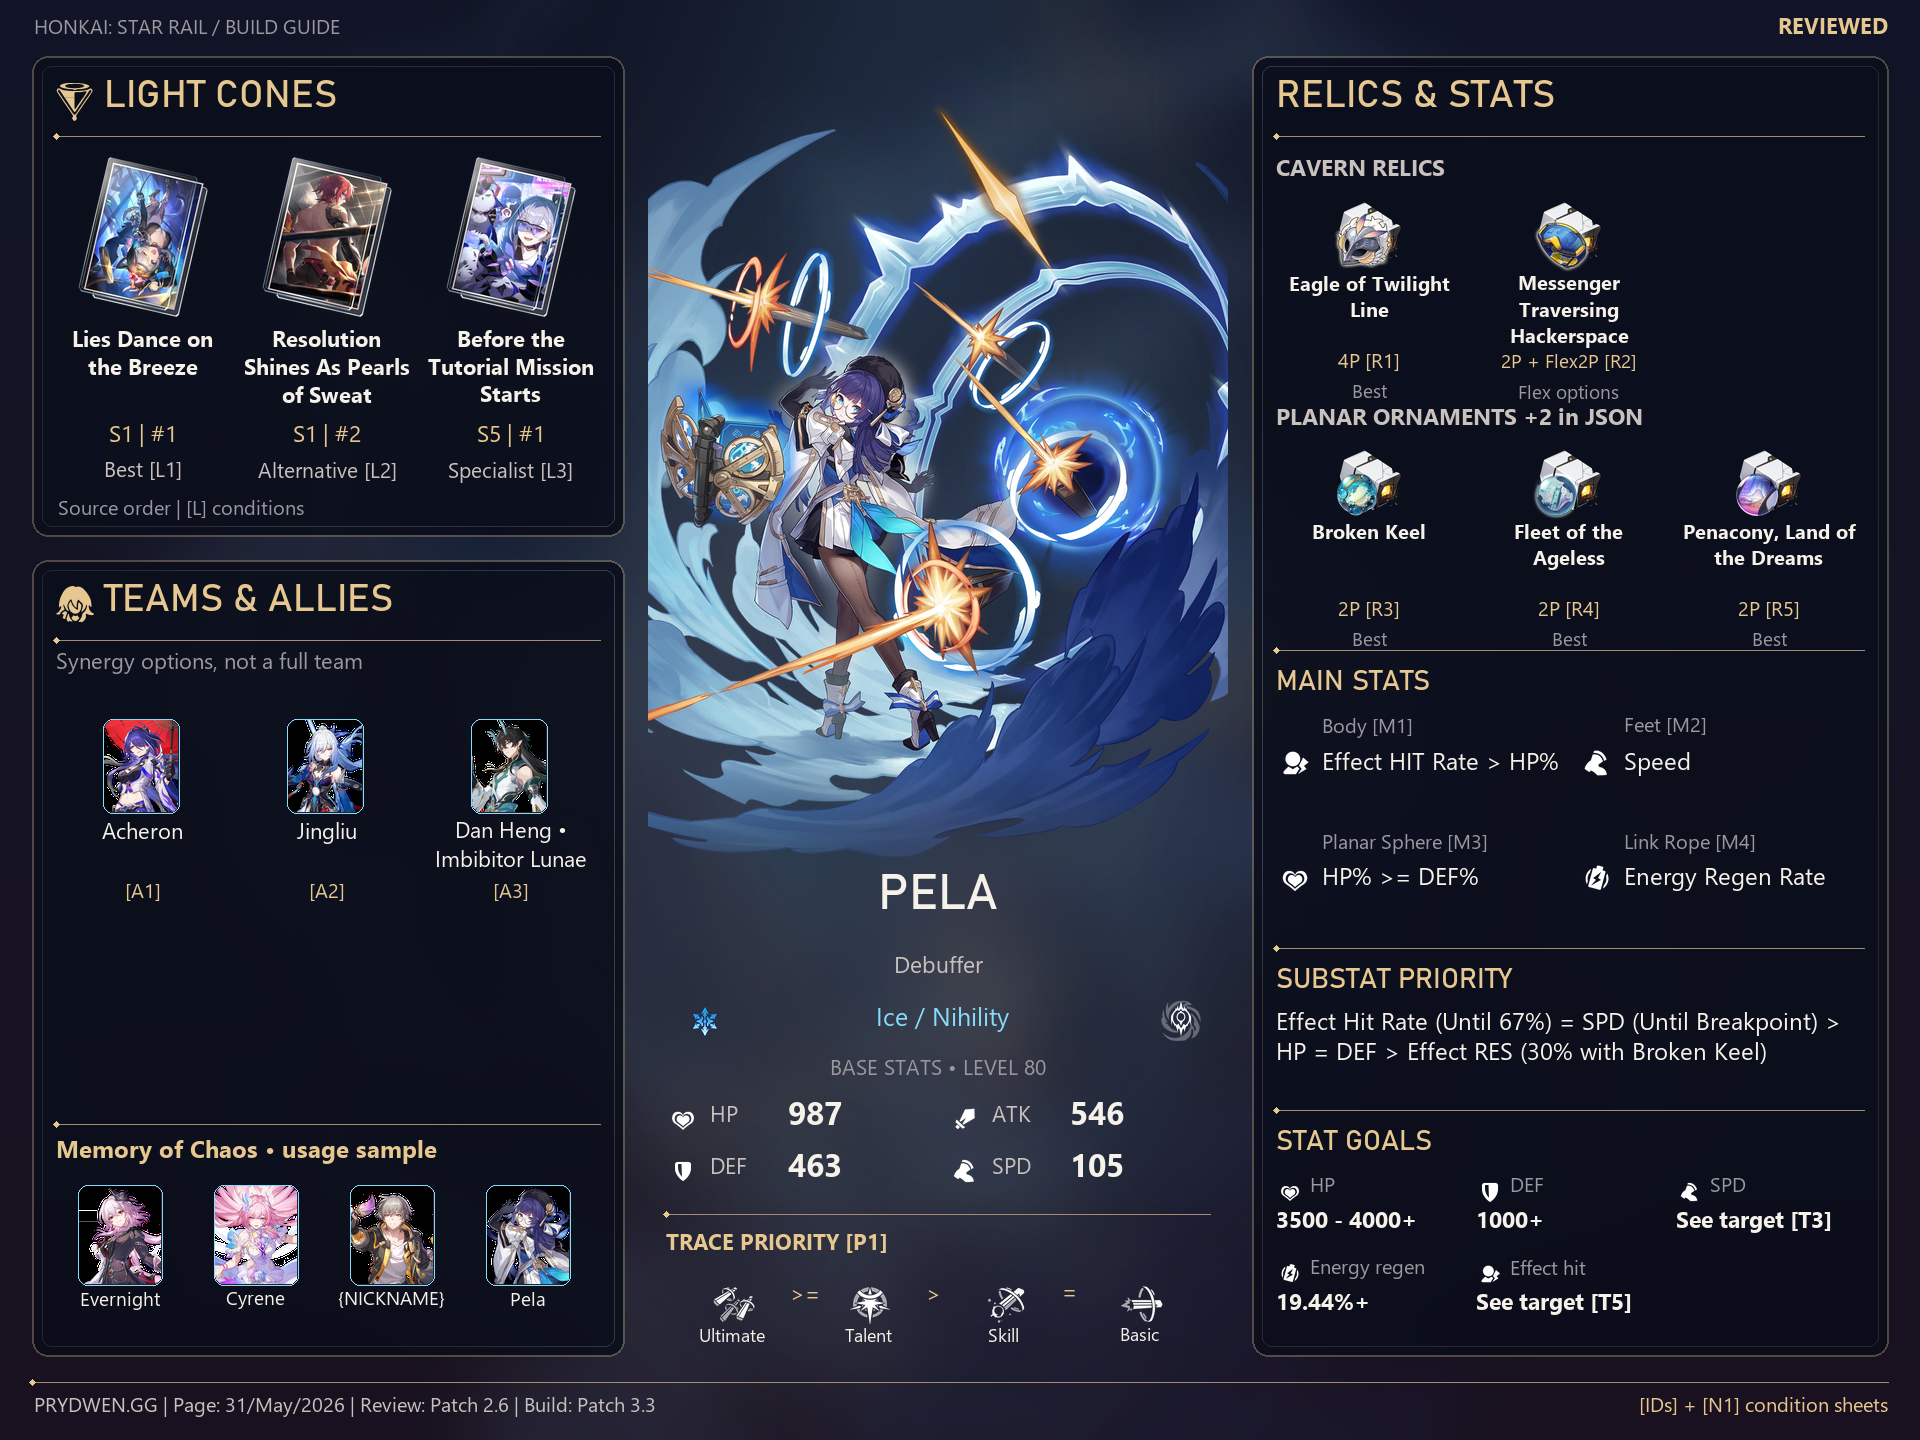 HONKAI: STAR RAIL / BUILD GUIDE
REVIEWED
LIGHT CONES
Lies Dance on
the Breeze
S1 | #1
Best [L1]
Resolution
Shines As Pearls
of Sweat
S1 | #2
Alternative [L2]
Before the
Tutorial Mission
Starts
S5 | #1
Specialist [L3]
Source order | [L] conditions
TEAMS & ALLIES
Synergy options, not a full team
Acheron
[A1]
Jingliu
[A2]
Dan Heng •
Imbibitor Lunae
[A3]
Memory of Chaos • usage sample
Evernight
Cyrene
{NICKNAME}
Pela
PELA
Debuffer
Ice / Nihility
BASE STATS • LEVEL 80
HP 987
ATK 546
DEF 463
SPD 105
TRACE PRIORITY [P1]
Ultimate >= Talent > Skill = Basic
RELICS & STATS
CAVERN RELICS
Eagle of Twilight
Line
4P [R1]
Best
Messenger
Traversing
Hackerspace
2P + Flex2P [R2]
Flex options
PLANAR ORNAMENTS +2 in JSON
Broken Keel
2P [R3]
Best
Fleet of the
Ageless
2P [R4]
Best
Penacony, Land of
the Dreams
2P [R5]
Best
MAIN STATS
Body [M1]
Effect HIT Rate > HP%
Feet [M2]
Speed
Planar Sphere [M3]
HP% >= DEF%
Link Rope [M4]
Energy Regen Rate
SUBSTAT PRIORITY
Effect Hit Rate (Until 67%) = SPD (Until Breakpoint) >
HP = DEF > Effect RES (30% with Broken Keel)
STAT GOALS
HP
3500 - 4000+
DEF
1000+
SPD
See target [T3]
Energy regen
19.44%+
Effect hit
See target [T5]
PRYDWEN.GG | Page: 31/May/2026 | Review: Patch 2.6 | Build: Patch 3.3
[IDs] + [N1] condition sheets